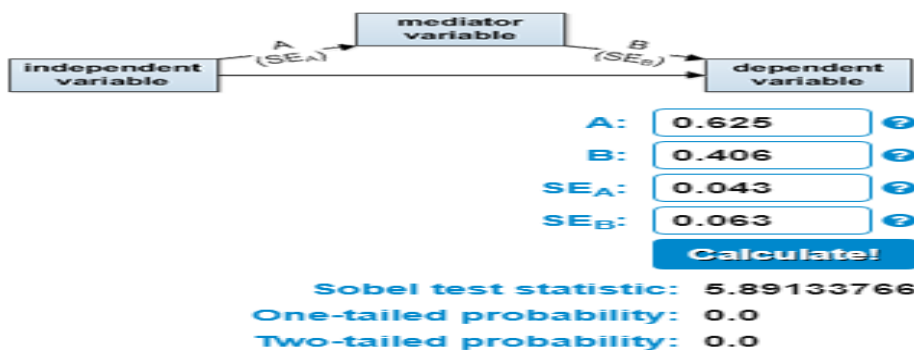 mediator
variable
A
(SEA)
B
(SEB)
independent
variable
dependent
variable
A: 0.625 ?
B: 0.406 ?
SEA: 0.043 ?
SEB: 0.063 ?
Calculate!
Sobel test statistic: 5.89133766
One-tailed probability: 0.0
Two-tailed probability: 0.0